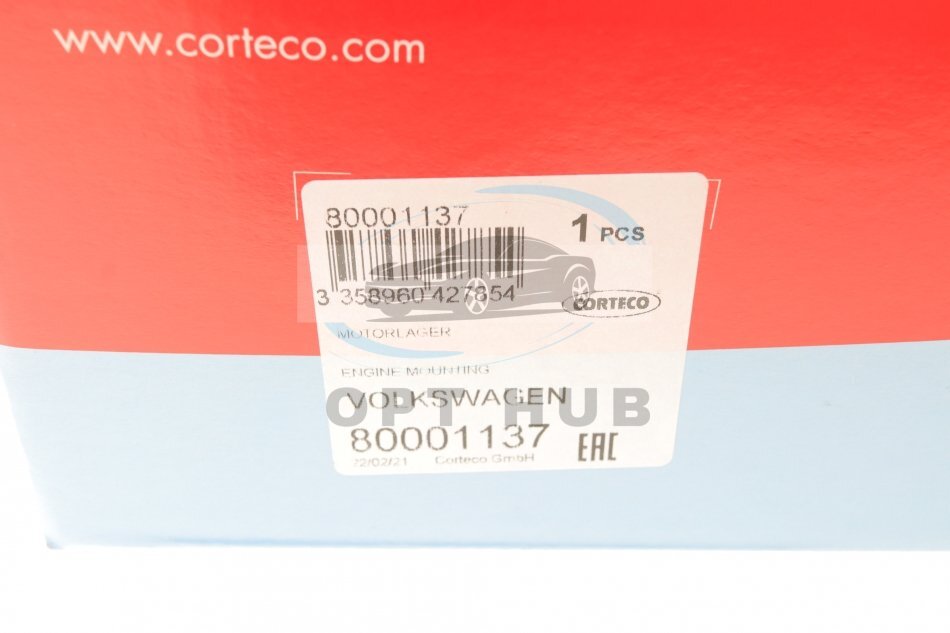 www.corteco.com
80001137
1 PCS
3 358960 427854
CORTECO
MOTORLAGER
ENGINE MOUNTING
VOLKSWAGEN
OPT HUB
80001137
EAC
22/02/21 Corteco GmbH